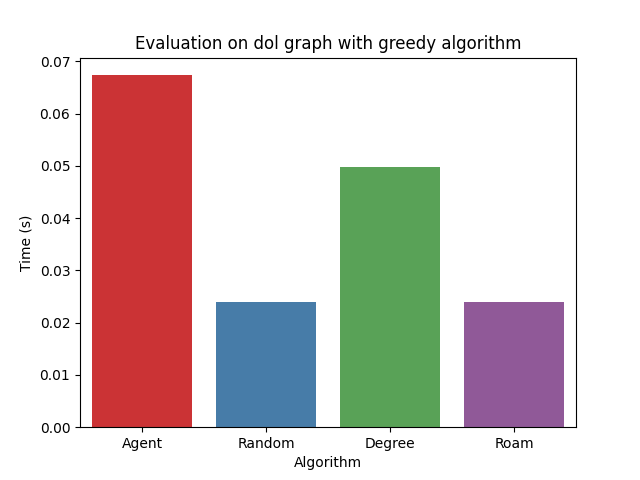 Evaluation on dol graph with greedy algorithm
0.07
0.06
0.05
0.04
0.03
0.02
0.01
0.00
Time (s)
Agent
Random
Degree
Roam
Algorithm